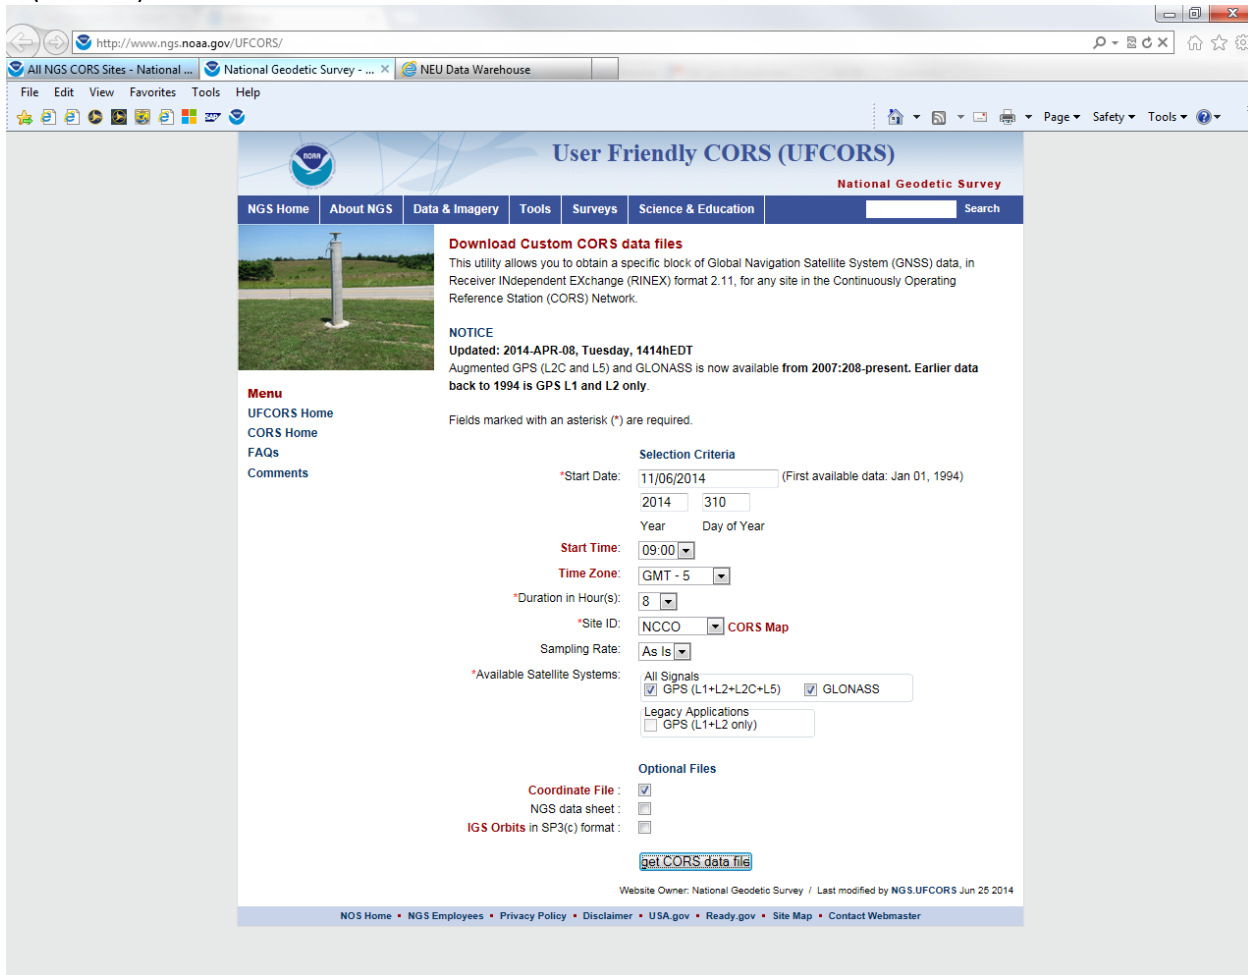 http://www.ngs.noaa.gov/UFCORS/
All NGS CORS Sites - National ... National Geodetic Survey - ... × NEU Data Warehouse
File Edit View Favorites Tools Help
Page Safety Tools
NOAA
User Friendly CORS (UFCORS)
National Geodetic Survey
NGS Home About NGS Data & Imagery Tools Surveys Science & Education Search
Download Custom CORS data files
This utility allows you to obtain a specific block of Global Navigation Satellite System (GNSS) data, in
Receiver INdependent EXchange (RINEX) format 2.11, for any site in the Continuously Operating
Reference Station (CORS) Network.
NOTICE
Updated: 2014-APR-08, Tuesday, 1414hEDT
Augmented GPS (L2C and L5) and GLONASS is now available from 2007:208-present. Earlier data
back to 1994 is GPS L1 and L2 only.
Menu
UFCORS Home
CORS Home
FAQs
Comments
Fields marked with an asterisk (*) are required.
Selection Criteria
*Start Date: 11/06/2014 (First available data: Jan 01, 1994)
2014 310
Year Day of Year
Start Time: 09:00
Time Zone: GMT - 5
*Duration in Hour(s): 8
*Site ID: NCCO CORS Map
Sampling Rate: As Is
*Available Satellite Systems: All Signals
GPS (L1+L2+L2C+L5) GLONASS
Legacy Applications
GPS (L1+L2 only)
Optional Files
Coordinate File :
NGS data sheet :
IGS Orbits in SP3(c) format :
get CORS data file
Website Owner: National Geodetic Survey / Last modified by NGS.UFCORS Jun 25 2014
NOS Home • NGS Employees • Privacy Policy • Disclaimer • USA.gov • Ready.gov • Site Map • Contact Webmaster